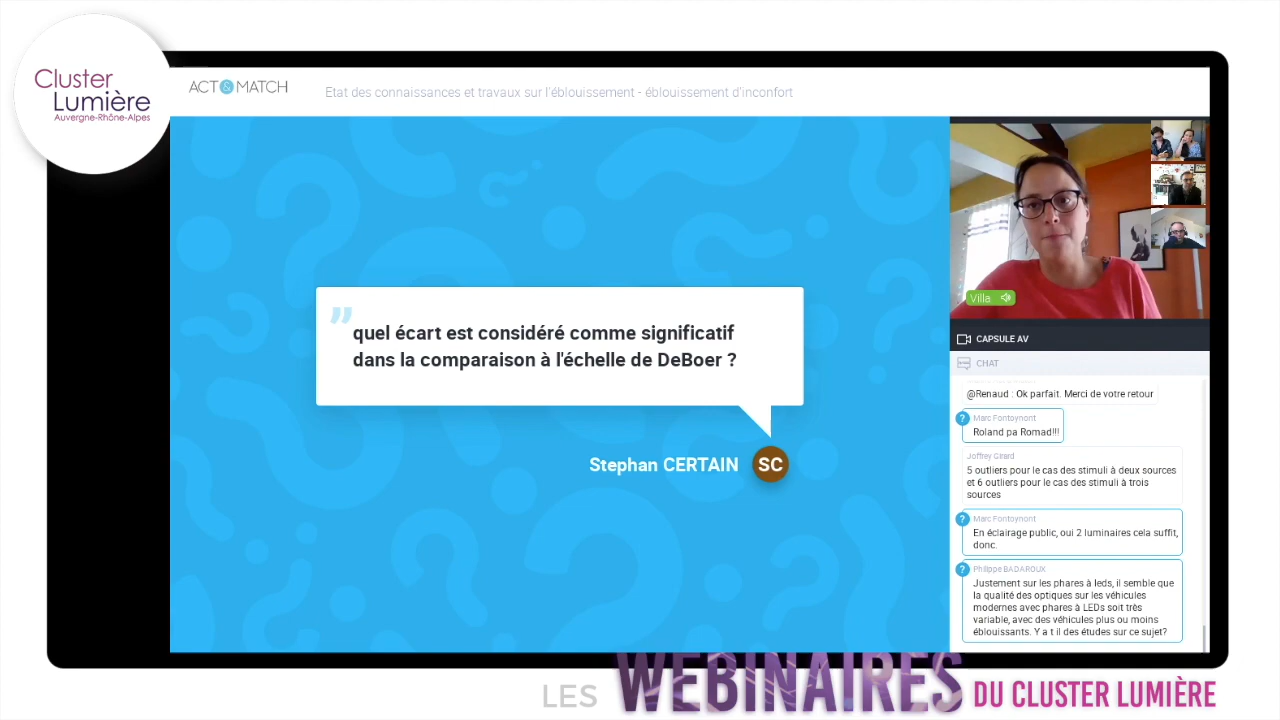 Cluster
Lumière
Auvergne-Rhône-Alpes
ACT & MATCH
Etat des connaissances et travaux sur l'éblouissement - éblouissement d'inconfort
quel écart est considéré comme significatif
dans la comparaison à l'échelle de DeBoer ?
Stephan CERTAIN
SC
Villa
CAPSULE AV
CHAT
@Renaud : Ok parfait. Merci de votre retour
?
Marc Fontoynont
Roland pa Romad!!!
Joffrey Girard
5 outliers pour le cas des stimuli à deux sources
et 6 outliers pour le cas des stimuli à trois
sources
?
Marc Fontoynont
En éclairage public, oui 2 luminaires cela suffit,
donc.
?
Philippe BADAROUX
Justement sur les phares à leds, il semble que
la qualité des optiques sur les véhicules
modernes avec phares à LEDs soit très
variable, avec des véhicules plus ou moins
éblouissants. Y a t il des études sur ce sujet?
LES WEBINAIRES DU CLUSTER LUMIÈRE